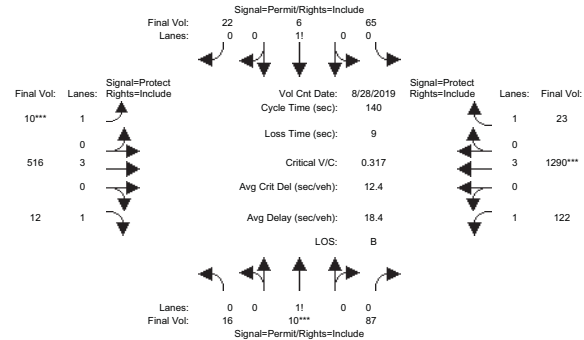 Signal=Permit/Rights=Include
Final Vol: 22 6 65
Lanes: 0 0 1! 0 0
Signal=Protect
Final Vol: Lanes: Rights=Include
Vol Cnt Date: 8/28/2019
Signal=Protect
Rights=Include Lanes: Final Vol:
Cycle Time (sec): 140
10*** 1
1 23
Loss Time (sec): 9
0
0
516 3
Critical V/C: 0.317
3 1290***
0
Avg Crit Del (sec/veh): 12.4
0
12 1
Avg Delay (sec/veh): 18.4
1 122
LOS: B
Lanes: 0 0 1! 0 0
Final Vol: 16 10*** 87
Signal=Permit/Rights=Include